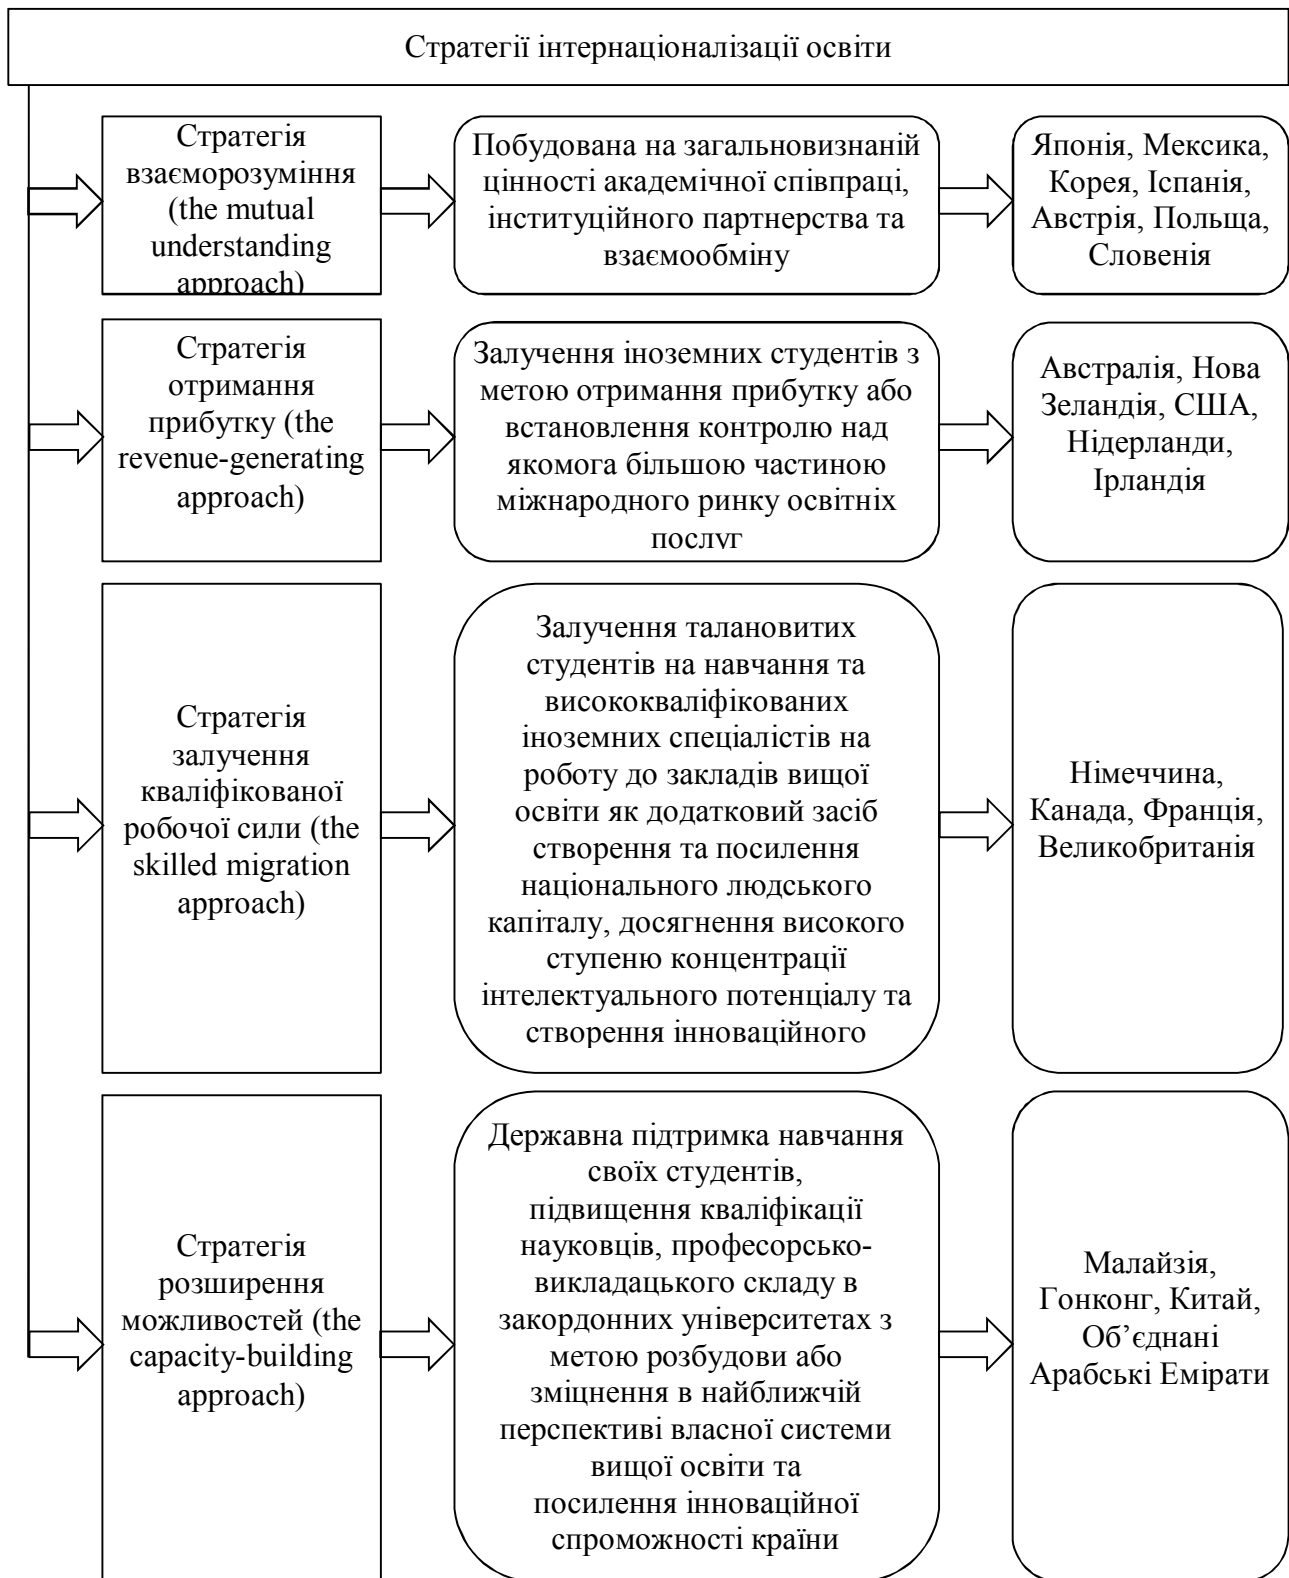 Стратегії інтернаціоналізації освіти
Стратегія
взаєморозуміння
(the mutual
understanding
approach)
Побудована на загальновизнаній
цінності академічної співпраці,
інституційного партнерства та
взаємообміну
Японія, Мексика,
Корея, Іспанія,
Австрія, Польща,
Словенія
Стратегія
отримання
прибутку (the
revenue-generating
approach)
Залучення іноземних студентів з
метою отримання прибутку або
встановлення контролю над
якомога більшою частиною
міжнародного ринку освітніх
послуг
Австралія, Нова
Зеландія, США,
Нідерланди,
Ірландія
Стратегія
залучення
кваліфікованої
робочої сили (the
skilled migration
approach)
Залучення талановитих
студентів на навчання та
висококваліфікованих
іноземних спеціалістів на
роботу до закладів вищої
освіти як додатковий засіб
створення та посилення
національного людського
капіталу, досягнення високого
ступеню концентрації
інтелектуального потенціалу та
створення інноваційного
Німеччина,
Канада, Франція,
Великобританія
Стратегія
розширення
можливостей (the
capacity-building
approach)
Державна підтримка навчання
своїх студентів,
підвищення кваліфікації
науковців, професорсько-
викладацького складу в
закордонних університетах з
метою розбудови або
зміцнення в найближчій
перспективі власної системи
вищої освіти та
посилення інноваційної
спроможності країни
Малайзія,
Гонконг, Китай,
Об’єднані
Арабські Емірати